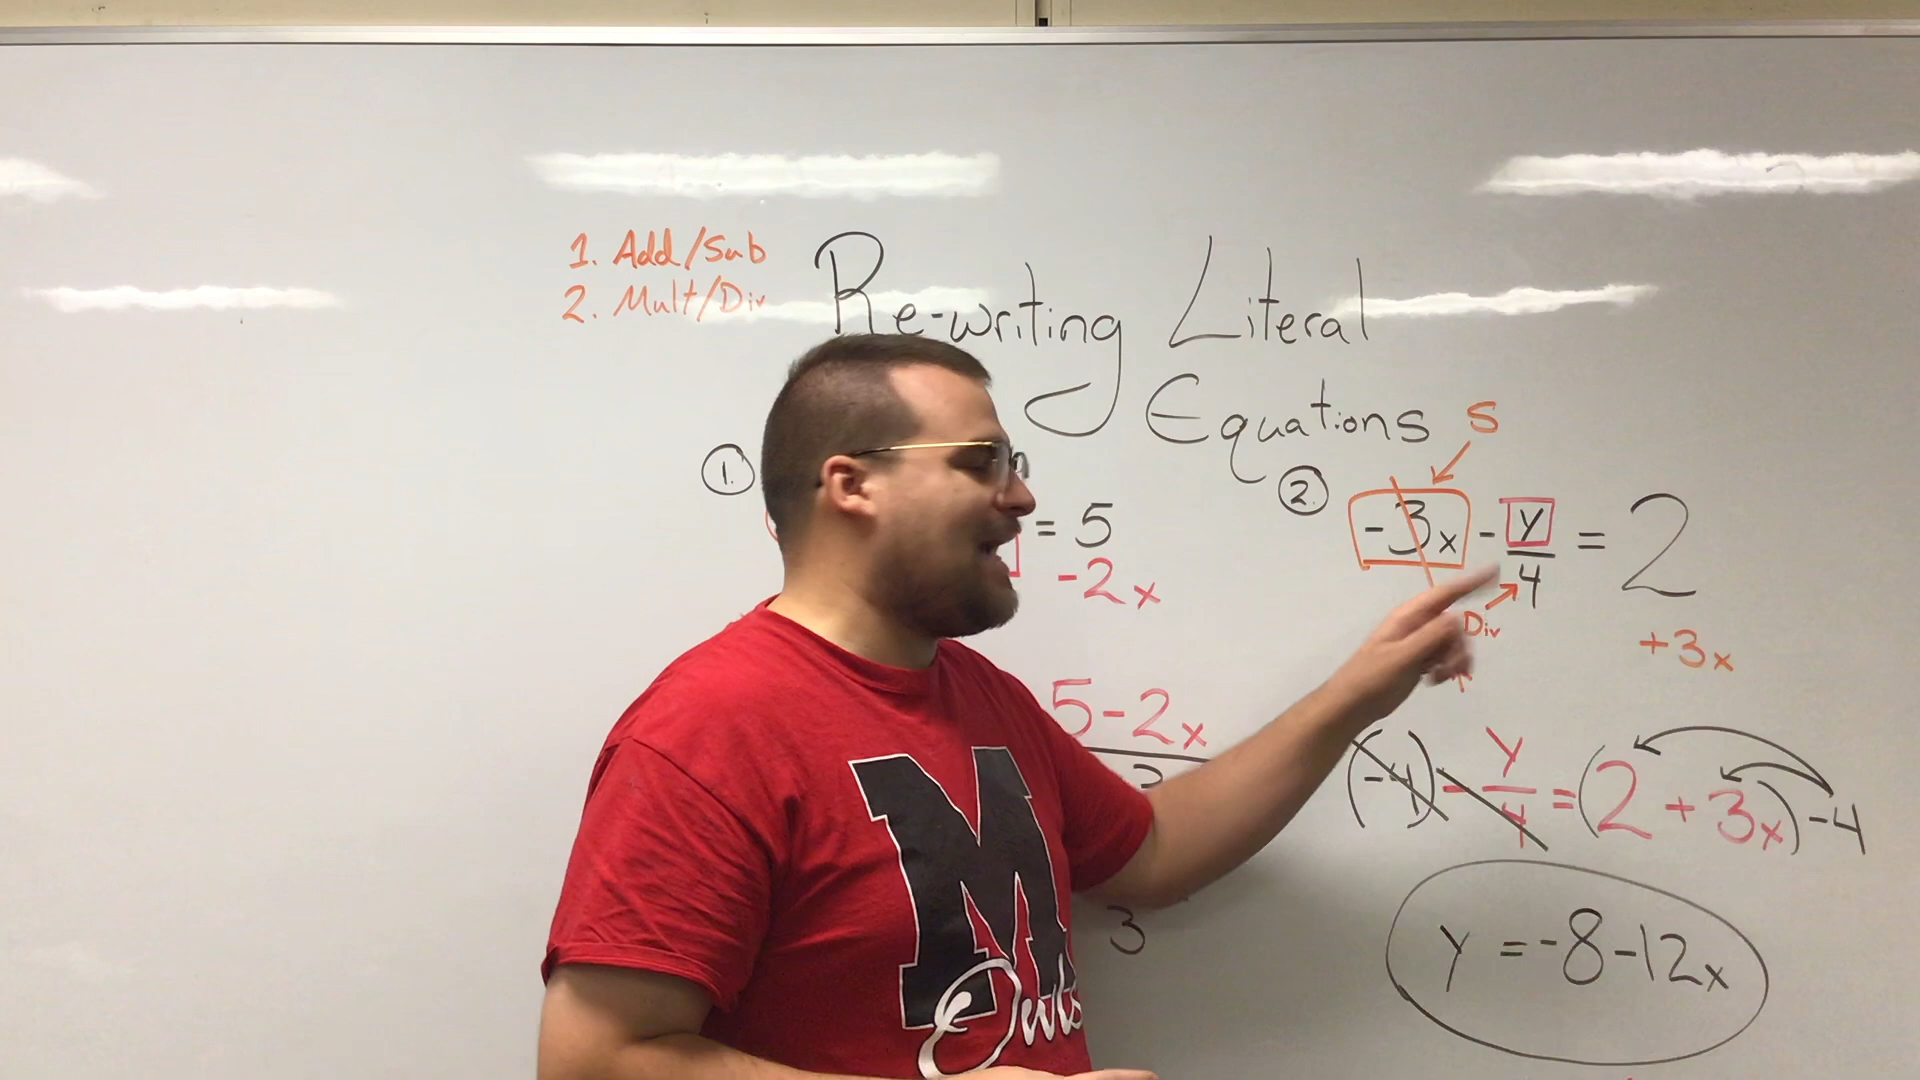 1. Add/Sub
2. Mult/Div
Re-writing Literal
Equations
1.
= 5
-2x
5-2x
3
2.
S
-3x - y/4 = 2
Div
+3x
(-4) - y/4 = (2 + 3x) -4
y = -8-12x
M
Owls